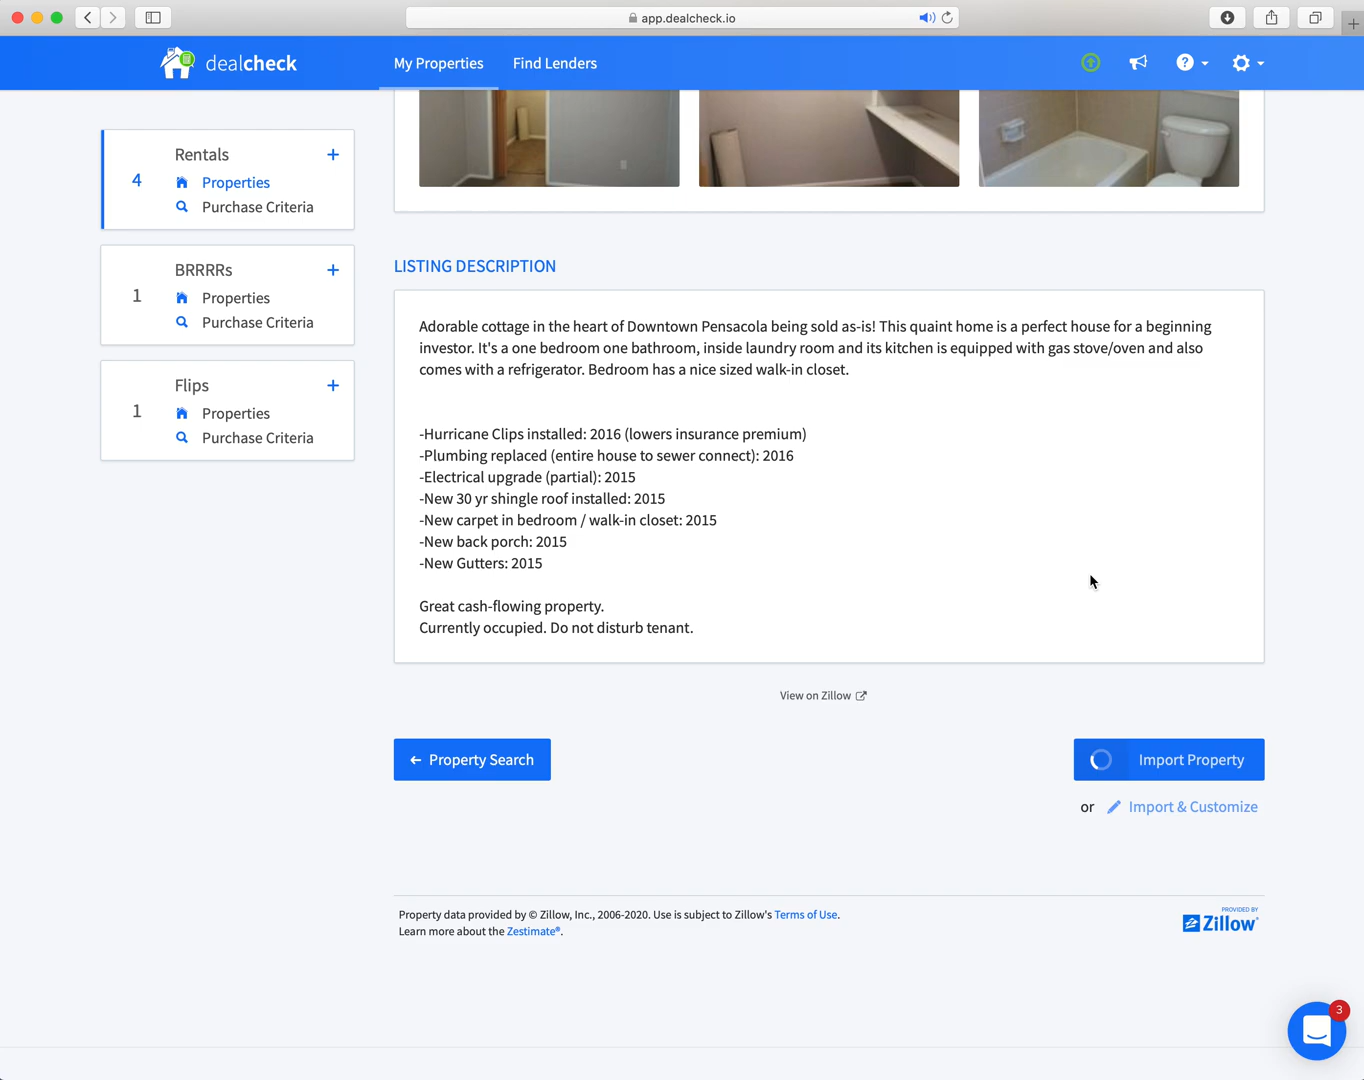 app.dealcheck.io
dealcheck
My Properties
Find Lenders
?
Rentals
+
4
Properties
Purchase Criteria
BRRRRs
+
1
Properties
Purchase Criteria
Flips
+
1
Properties
Purchase Criteria
LISTING DESCRIPTION
Adorable cottage in the heart of Downtown Pensacola being sold as-is! This quaint home is a perfect house for a beginning
investor. It's a one bedroom one bathroom, inside laundry room and its kitchen is equipped with gas stove/oven and also
comes with a refrigerator. Bedroom has a nice sized walk-in closet.
-Hurricane Clips installed: 2016 (lowers insurance premium)
-Plumbing replaced (entire house to sewer connect): 2016
-Electrical upgrade (partial): 2015
-New 30 yr shingle roof installed: 2015
-New carpet in bedroom / walk-in closet: 2015
-New back porch: 2015
-New Gutters: 2015
Great cash-flowing property.
Currently occupied. Do not disturb tenant.
View on Zillow
Property Search
Import Property
or Import & Customize
Property data provided by © Zillow, Inc., 2006-2020. Use is subject to Zillow's Terms of Use.
Learn more about the Zestimate®.
PROVIDED BY
Zillow®
3